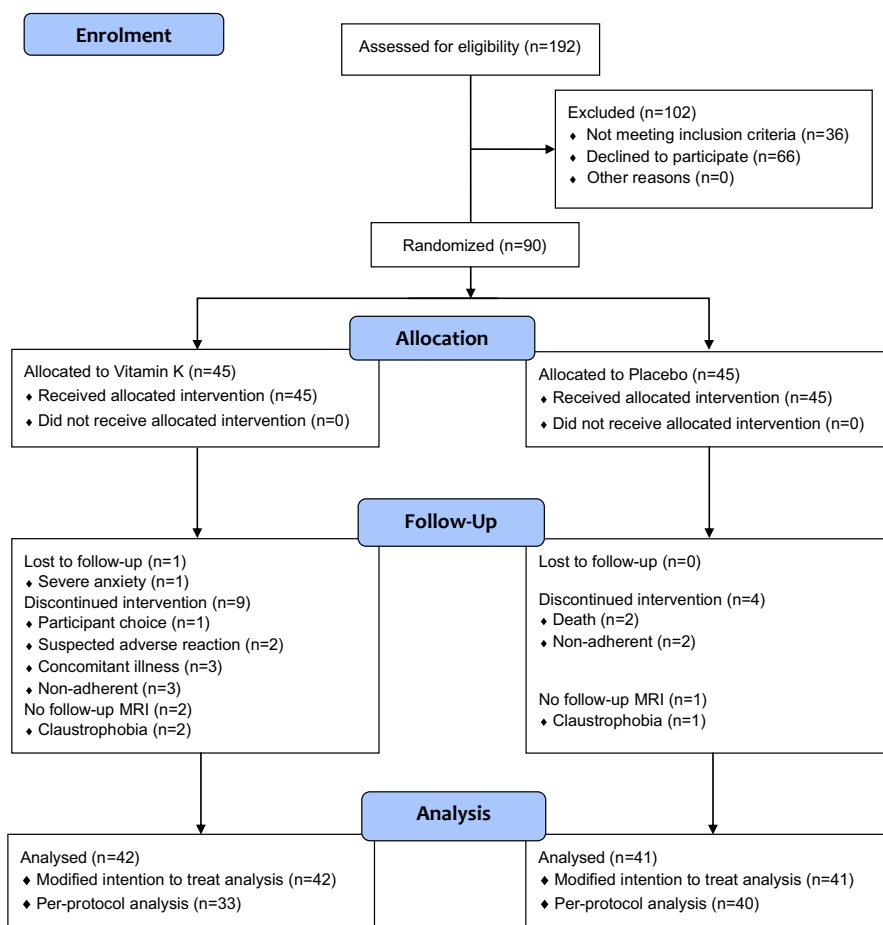 Enrolment
Assessed for eligibility (n=192)
Excluded (n=102)
♦ Not meeting inclusion criteria (n=36)
♦ Declined to participate (n=66)
♦ Other reasons (n=0)
Randomized (n=90)
Allocation
Allocated to Vitamin K (n=45)
♦ Received allocated intervention (n=45)
♦ Did not receive allocated intervention (n=0)
Allocated to Placebo (n=45)
♦ Received allocated intervention (n=45)
♦ Did not receive allocated intervention (n=0)
Follow-Up
Lost to follow-up (n=1)
♦ Severe anxiety (n=1)
Discontinued intervention (n=9)
♦ Participant choice (n=1)
♦ Suspected adverse reaction (n=2)
♦ Concomitant illness (n=3)
♦ Non-adherent (n=3)
No follow-up MRI (n=2)
♦ Claustrophobia (n=2)
Lost to follow-up (n=0)
Discontinued intervention (n=4)
♦ Death (n=2)
♦ Non-adherent (n=2)
No follow-up MRI (n=1)
♦ Claustrophobia (n=1)
Analysis
Analysed (n=42)
♦ Modified intention to treat analysis (n=42)
♦ Per-protocol analysis (n=33)
Analysed (n=41)
♦ Modified intention to treat analysis (n=41)
♦ Per-protocol analysis (n=40)